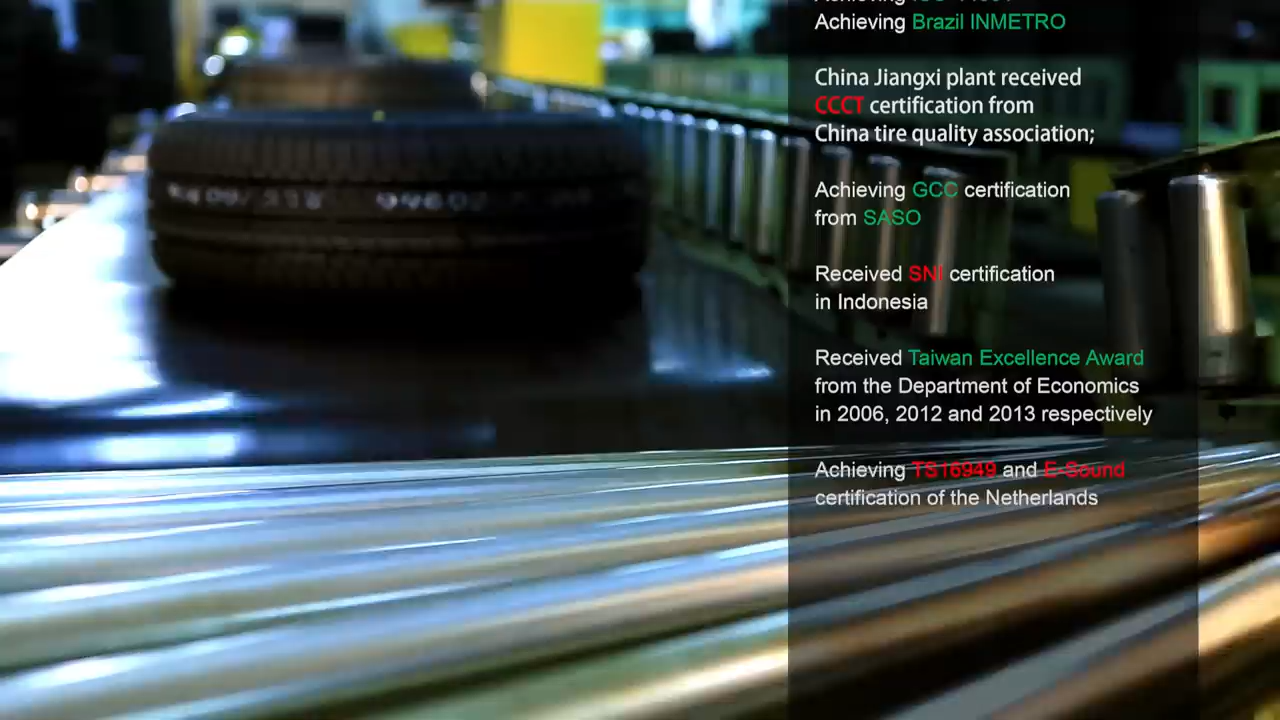 Achieving Brazil INMETRO
China Jiangxi plant received
CCCT certification from
China tire quality association;
Achieving GCC certification
from SASO
Received SNI certification
in Indonesia
Received Taiwan Excellence Award
from the Department of Economics
in 2006, 2012 and 2013 respectively
Achieving TS16949 and E-Sound
certification of the Netherlands